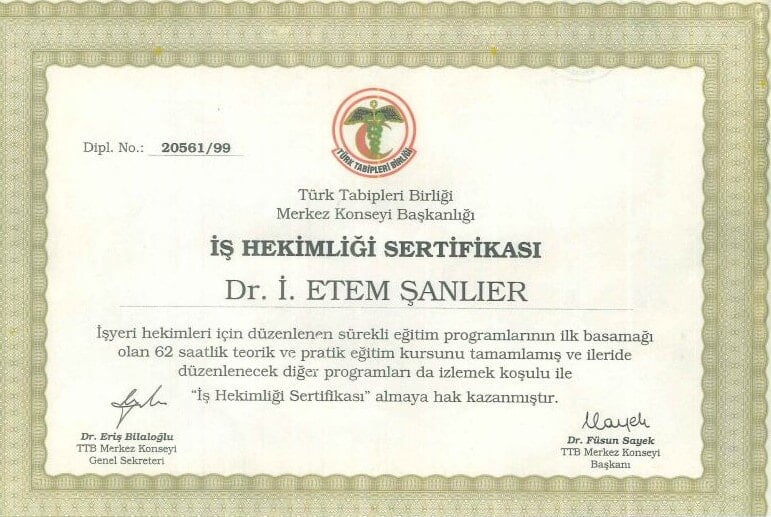 Dipl. No.: 20561/99
TÜRK TABİPLERİ BİRLİĞİ
Türk Tabipleri Birliği
Merkez Konseyi Başkanlığı
İŞ HEKİMLİĞİ SERTİFİKASI
Dr. İ. ETEM ŞANLIER
İşyeri hekimleri için düzenlenen sürekli eğitim programlarının ilk basamağı
olan 62 saatlik teorik ve pratik eğitim kursunu tamamlamış ve ileride
düzenlenecek diğer programları da izlemek koşulu ile
“İş Hekimliği Sertifikası” almaya hak kazanmıştır.
Dr. Eriş Bilaloğlu
TTB Merkez Konseyi
Genel Sekreteri
Dr. Füsun Sayek
TTB Merkez Konseyi
Başkanı